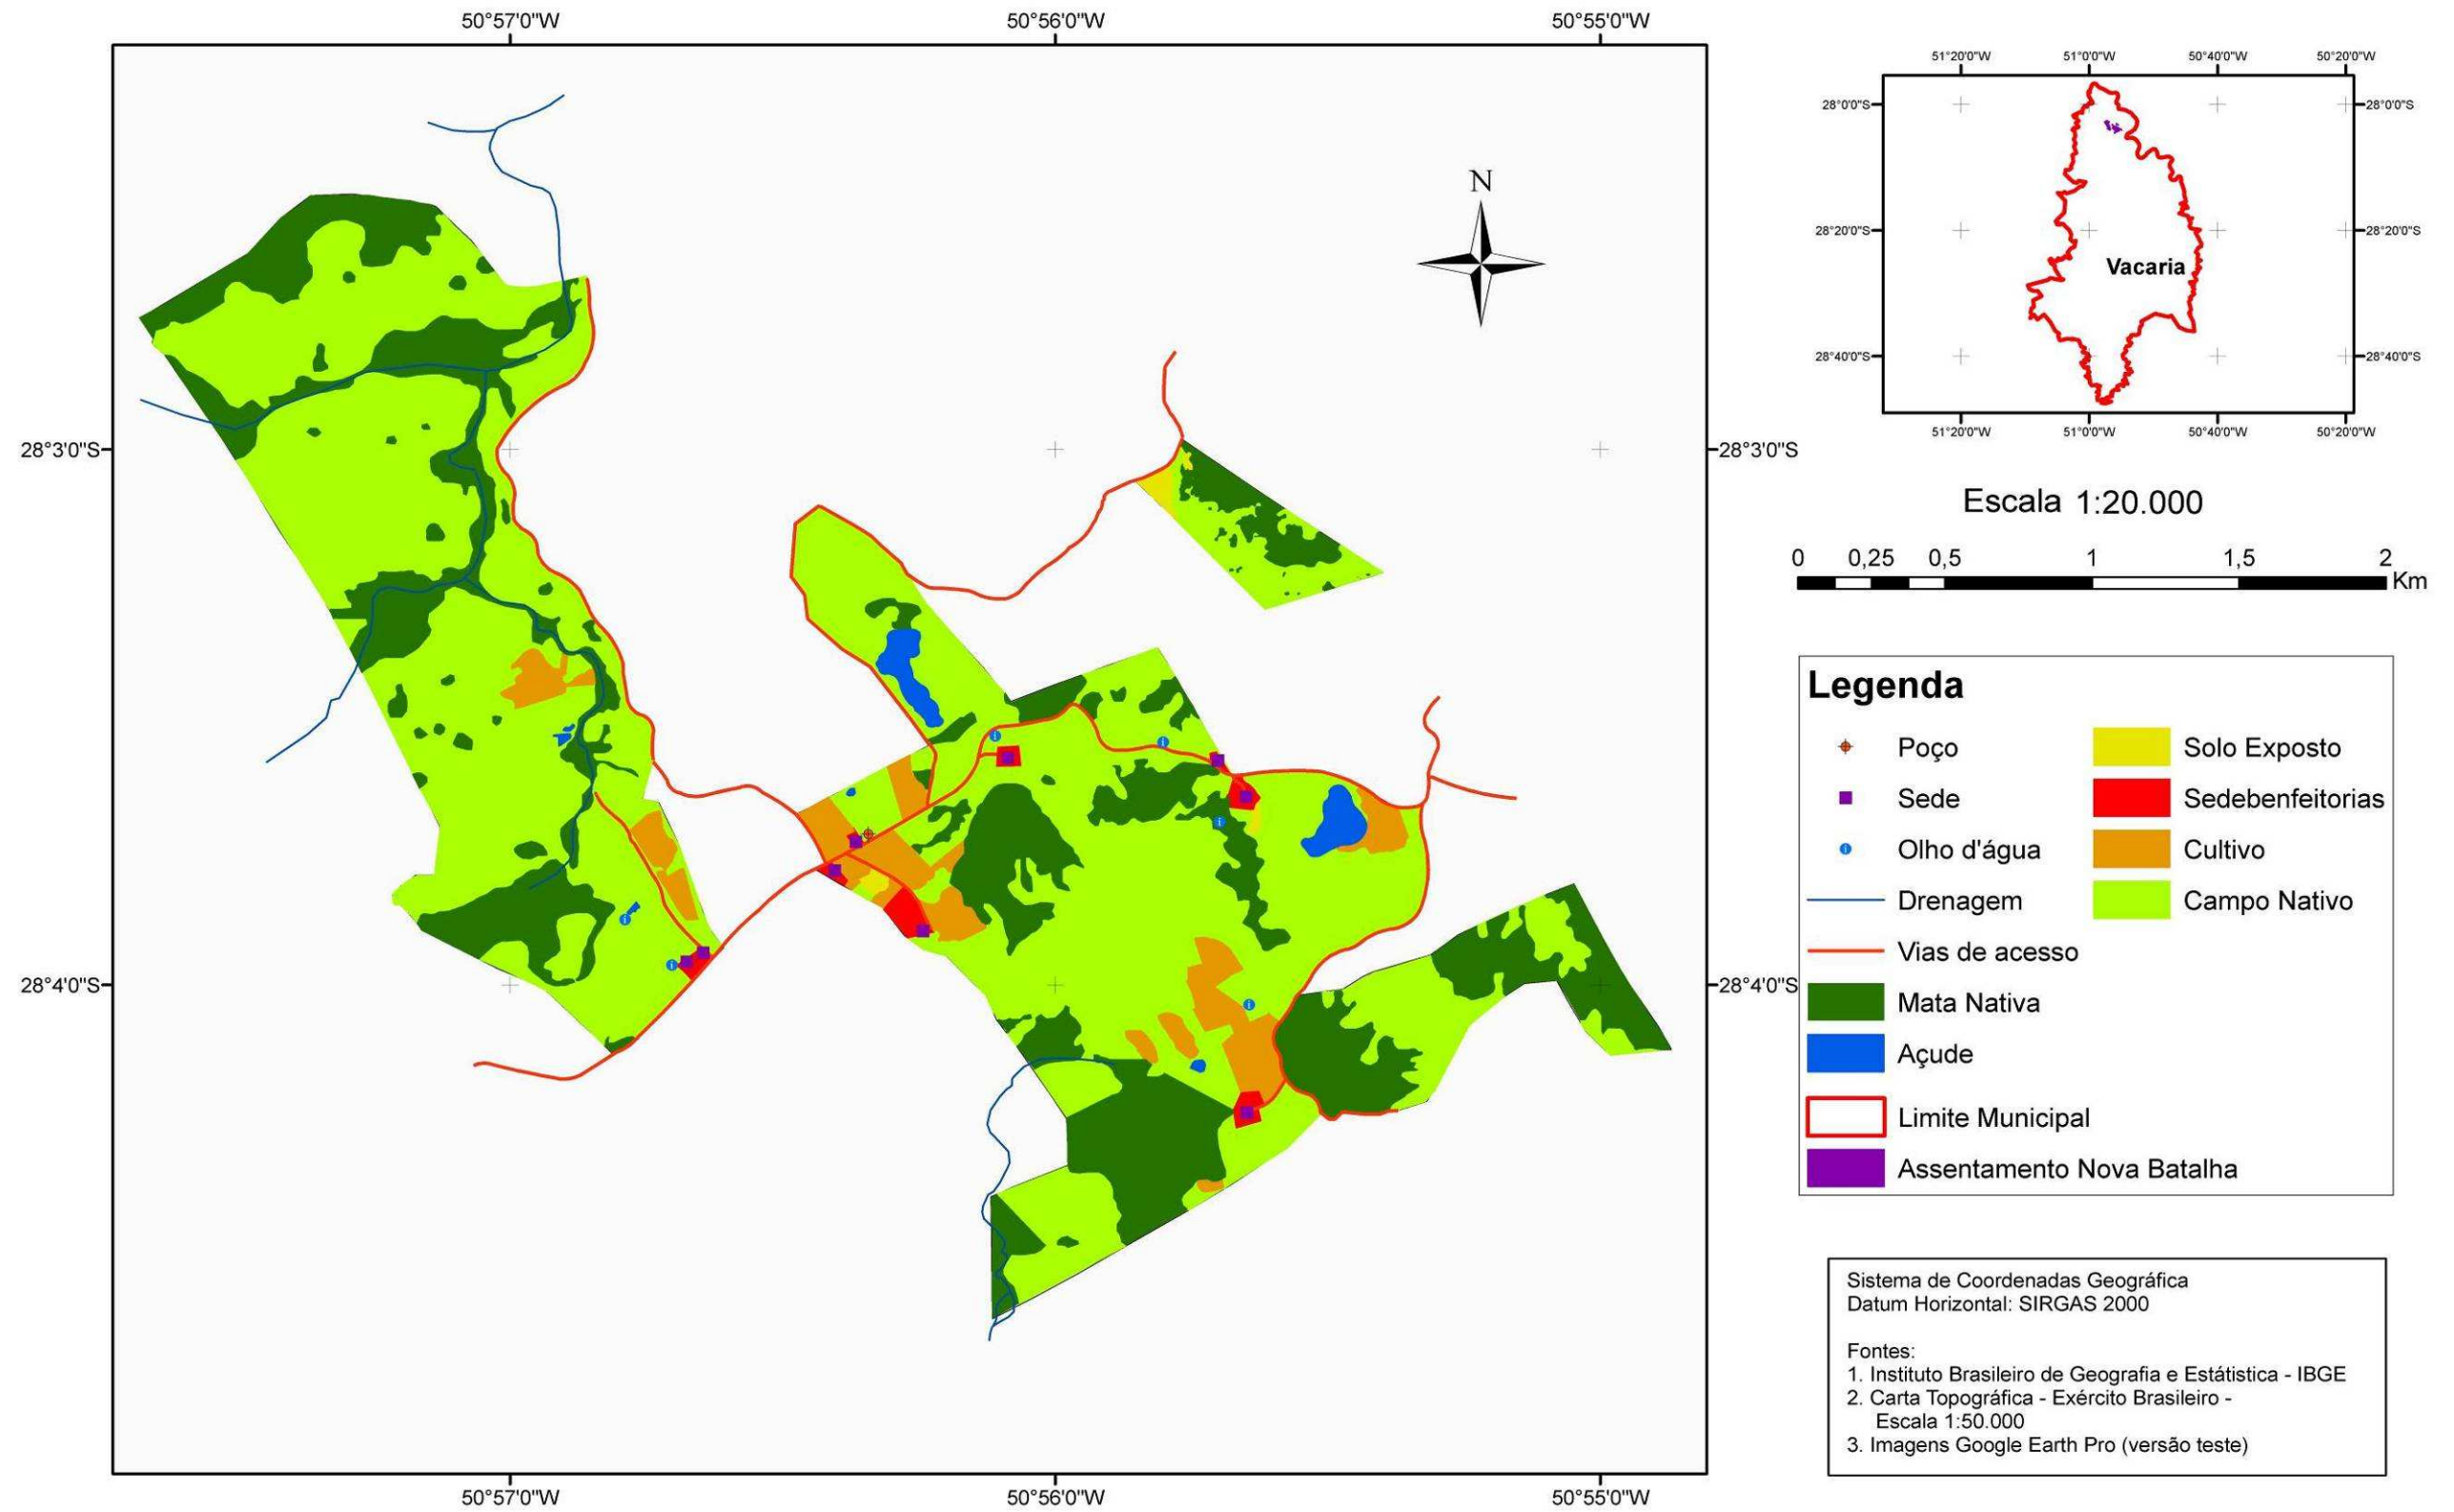 50°57'0"W 50°56'0"W 50°55'0"W
28°3'0"S 28°3'0"S
28°4'0"S 28°4'0"S
50°57'0"W 50°56'0"W 50°55'0"W
N
51°20'0"W 51°0'0"W 50°40'0"W 50°20'0"W
28°0'0"S 28°0'0"S
28°20'0"S 28°20'0"S
Vacaria
28°40'0"S 28°40'0"S
51°20'0"W 51°0'0"W 50°40'0"W 50°20'0"W
Escala 1:20.000
0 0,25 0,5 1 1,5 2
Km
Legenda
Poço
Sede
Olho d'água
Drenagem
Vias de acesso
Mata Nativa
Açude
Limite Municipal
Assentamento Nova Batalha
Solo Exposto
Sedebenfeitorias
Cultivo
Campo Nativo
Sistema de Coordenadas Geográfica
Datum Horizontal: SIRGAS 2000
Fontes:
1. Instituto Brasileiro de Geografia e Estátistica - IBGE
2. Carta Topográfica - Exército Brasileiro -
Escala 1:50.000
3. Imagens Google Earth Pro (versão teste)